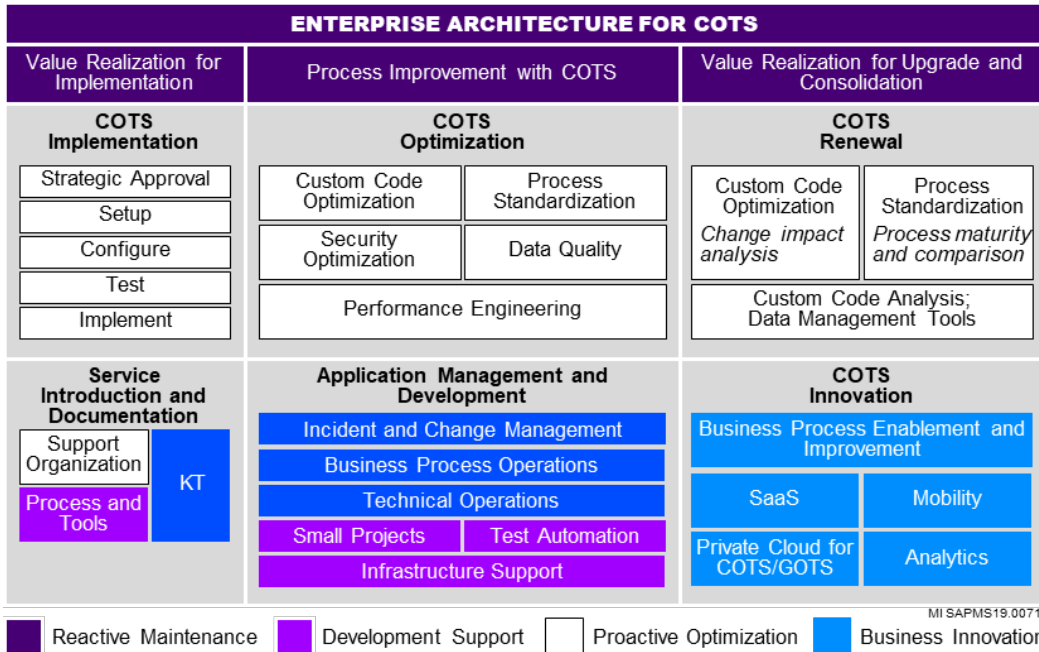 ENTERPRISE ARCHITECTURE FOR COTS
Value Realization for
Implementation
Process Improvement with COTS
Value Realization for Upgrade and
Consolidation
COTS
Implementation
Strategic Approval
Setup
Configure
Test
Implement
COTS
Optimization
Custom Code
Optimization
Process
Standardization
Security
Optimization
Data Quality
Performance Engineering
COTS
Renewal
Custom Code
Optimization
Change impact
analysis
Process
Standardization
Process maturity
and comparison
Custom Code Analysis;
Data Management Tools
Service
Introduction and
Documentation
Support
Organization
Process and
Tools
KT
Application Management and
Development
Incident and Change Management
Business Process Operations
Technical Operations
Small Projects
Test Automation
Infrastructure Support
COTS
Innovation
Business Process Enablement and
Improvement
SaaS
Mobility
Private Cloud for
COTS/GOTS
Analytics
MI SAPMS19.0071
Reactive Maintenance
Development Support
Proactive Optimization
Business Innovation